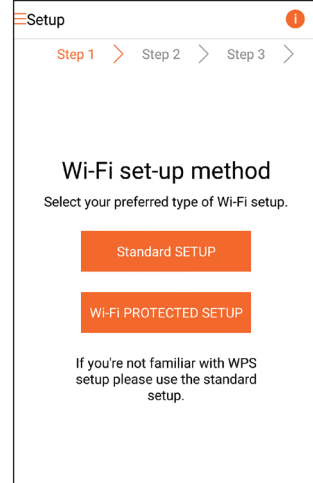 Setup
i
Step 1
Step 2
Step 3
Wi-Fi set-up method
Select your preferred type of Wi-Fi setup.
Standard SETUP
Wi-Fi PROTECTED SETUP
If you're not familiar with WPS
setup please use the standard
setup.